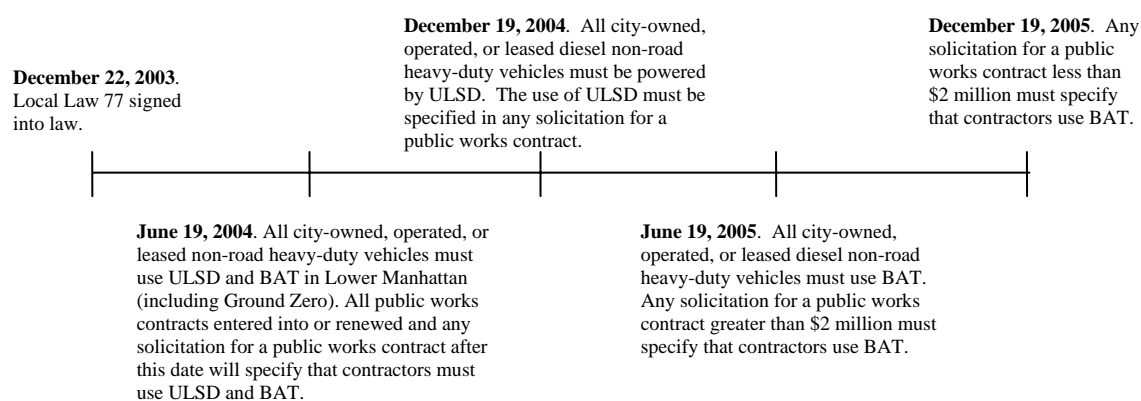 December 22, 2003.
Local Law 77 signed
into law.
June 19, 2004. All city-owned, operated, or
leased non-road heavy-duty vehicles must
use ULSD and BAT in Lower Manhattan
(including Ground Zero). All public works
contracts entered into or renewed and any
solicitation for a public works contract after
this date will specify that contractors must
use ULSD and BAT.
December 19, 2004. All city-owned,
operated, or leased diesel non-road
heavy-duty vehicles must be powered
by ULSD. The use of ULSD must be
specified in any solicitation for a
public works contract.
June 19, 2005. All city-owned,
operated, or leased diesel non-road
heavy-duty vehicles must use BAT.
Any solicitation for a public works
contract greater than $2 million must
specify that contractors use BAT.
December 19, 2005. Any
solicitation for a public
works contract less than
$2 million must specify
that contractors use BAT.